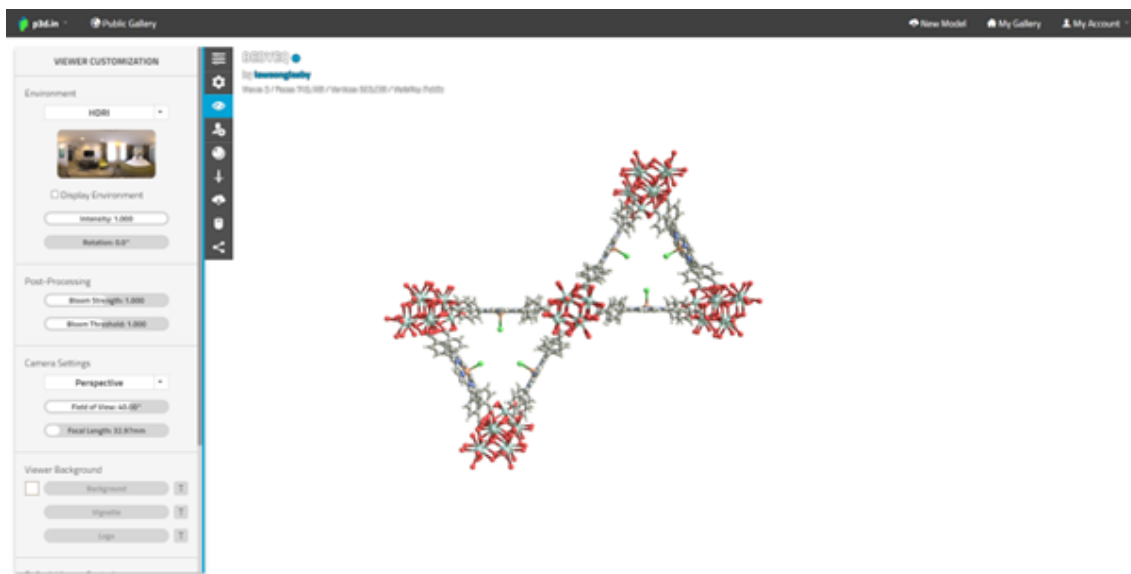 p3d.in
Public Gallery
New Model
My Gallery
My Account
VIEWER CUSTOMIZATION
Environment
HDRI
Display Environment
Intensity: 1.000
Rotation: 0.0°
Post-Processing
Bloom Strength: 1.000
Bloom Threshold: 1.000
Camera Settings
Perspective
Field of View: 40.00°
Focal Length: 32.97mm
Viewer Background
Background
T
Vignette
T
Logo
T
by lawsonglasby